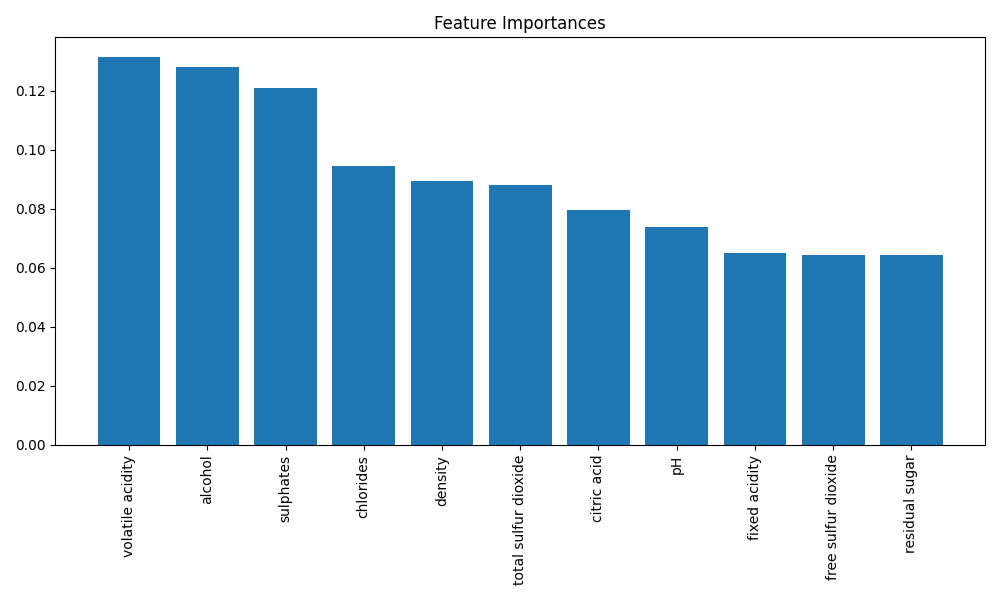 Feature Importances
0.12
0.10
0.08
0.06
0.04
0.02
0.00
volatile acidity
alcohol
sulphates
chlorides
density
total sulfur dioxide
citric acid
pH
fixed acidity
free sulfur dioxide
residual sugar